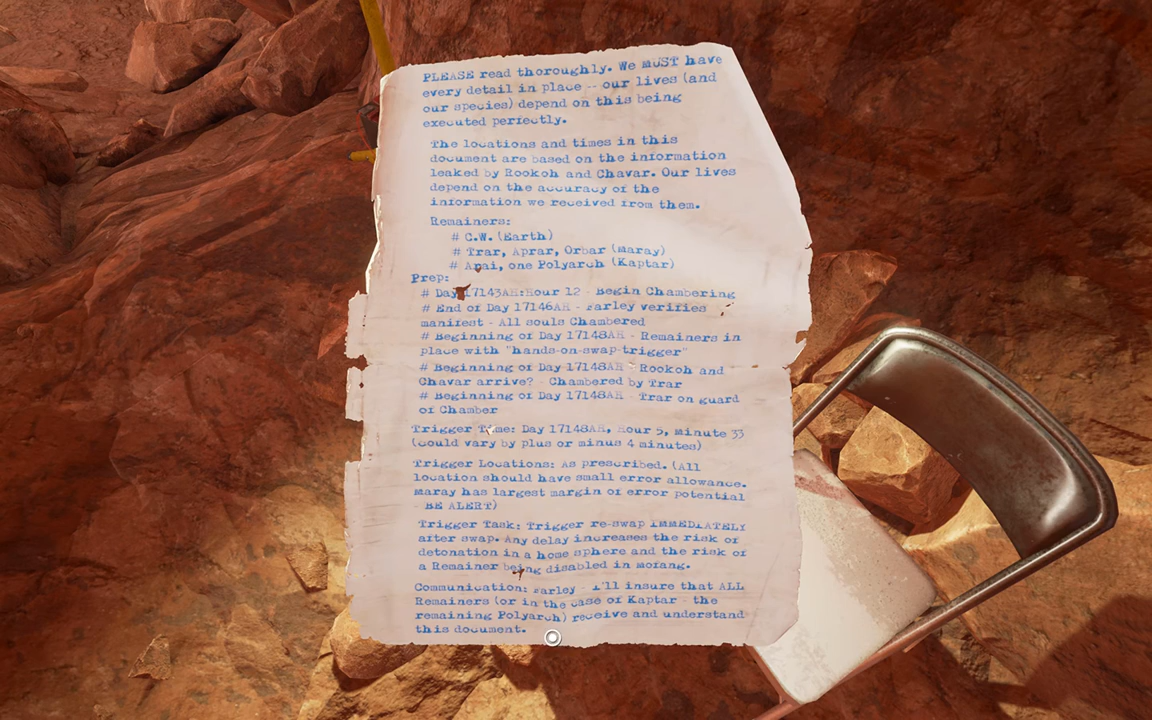 PLEASE read thoroughly. We MUST have
every detail in place -- our lives (and
our species) depend on this being
executed perfectly.
The locations and times in this
document are based on the information
leaked by Rookoh and Chavar. Our lives
depend on the accuracy of the
information we received from them.
Remainers:
# C.W. (Earth)
# Trar, Aprar, Orbar (Maray)
# Anai, one Polyarch (Kaptar)
Prep:
# Day 17143AH:Hour 12 - Begin Chambering
# End of Day 17146AH - Farley verifies
manifest - All souls Chambered
# Beginning of Day 17148AH - Remainers in
place with "hands-on-swap-trigger"
# Beginning of Day 17148AH - Rookoh and
Chavar arrive? - Chambered by Trar
# Beginning of Day 17148AH - Trar on guard
of Chamber
Trigger Time: Day 17148AH, Hour 5, Minute 33
(could vary by plus or minus 4 minutes)
Trigger Locations: As prescribed. (All
location should have small error allowance.
Maray has largest margin of error potential
- BE ALERT)
Trigger Task: Trigger re-swap IMMEDIATELY
after swap. Any delay increases the risk of
detonation in a home sphere and the risk of
a Remainer being disabled in mofang.
Communication: Farley - I'll insure that ALL
Remainers (or in the case of Kaptar - the
remaining Polyarch) receive and understand
this document.